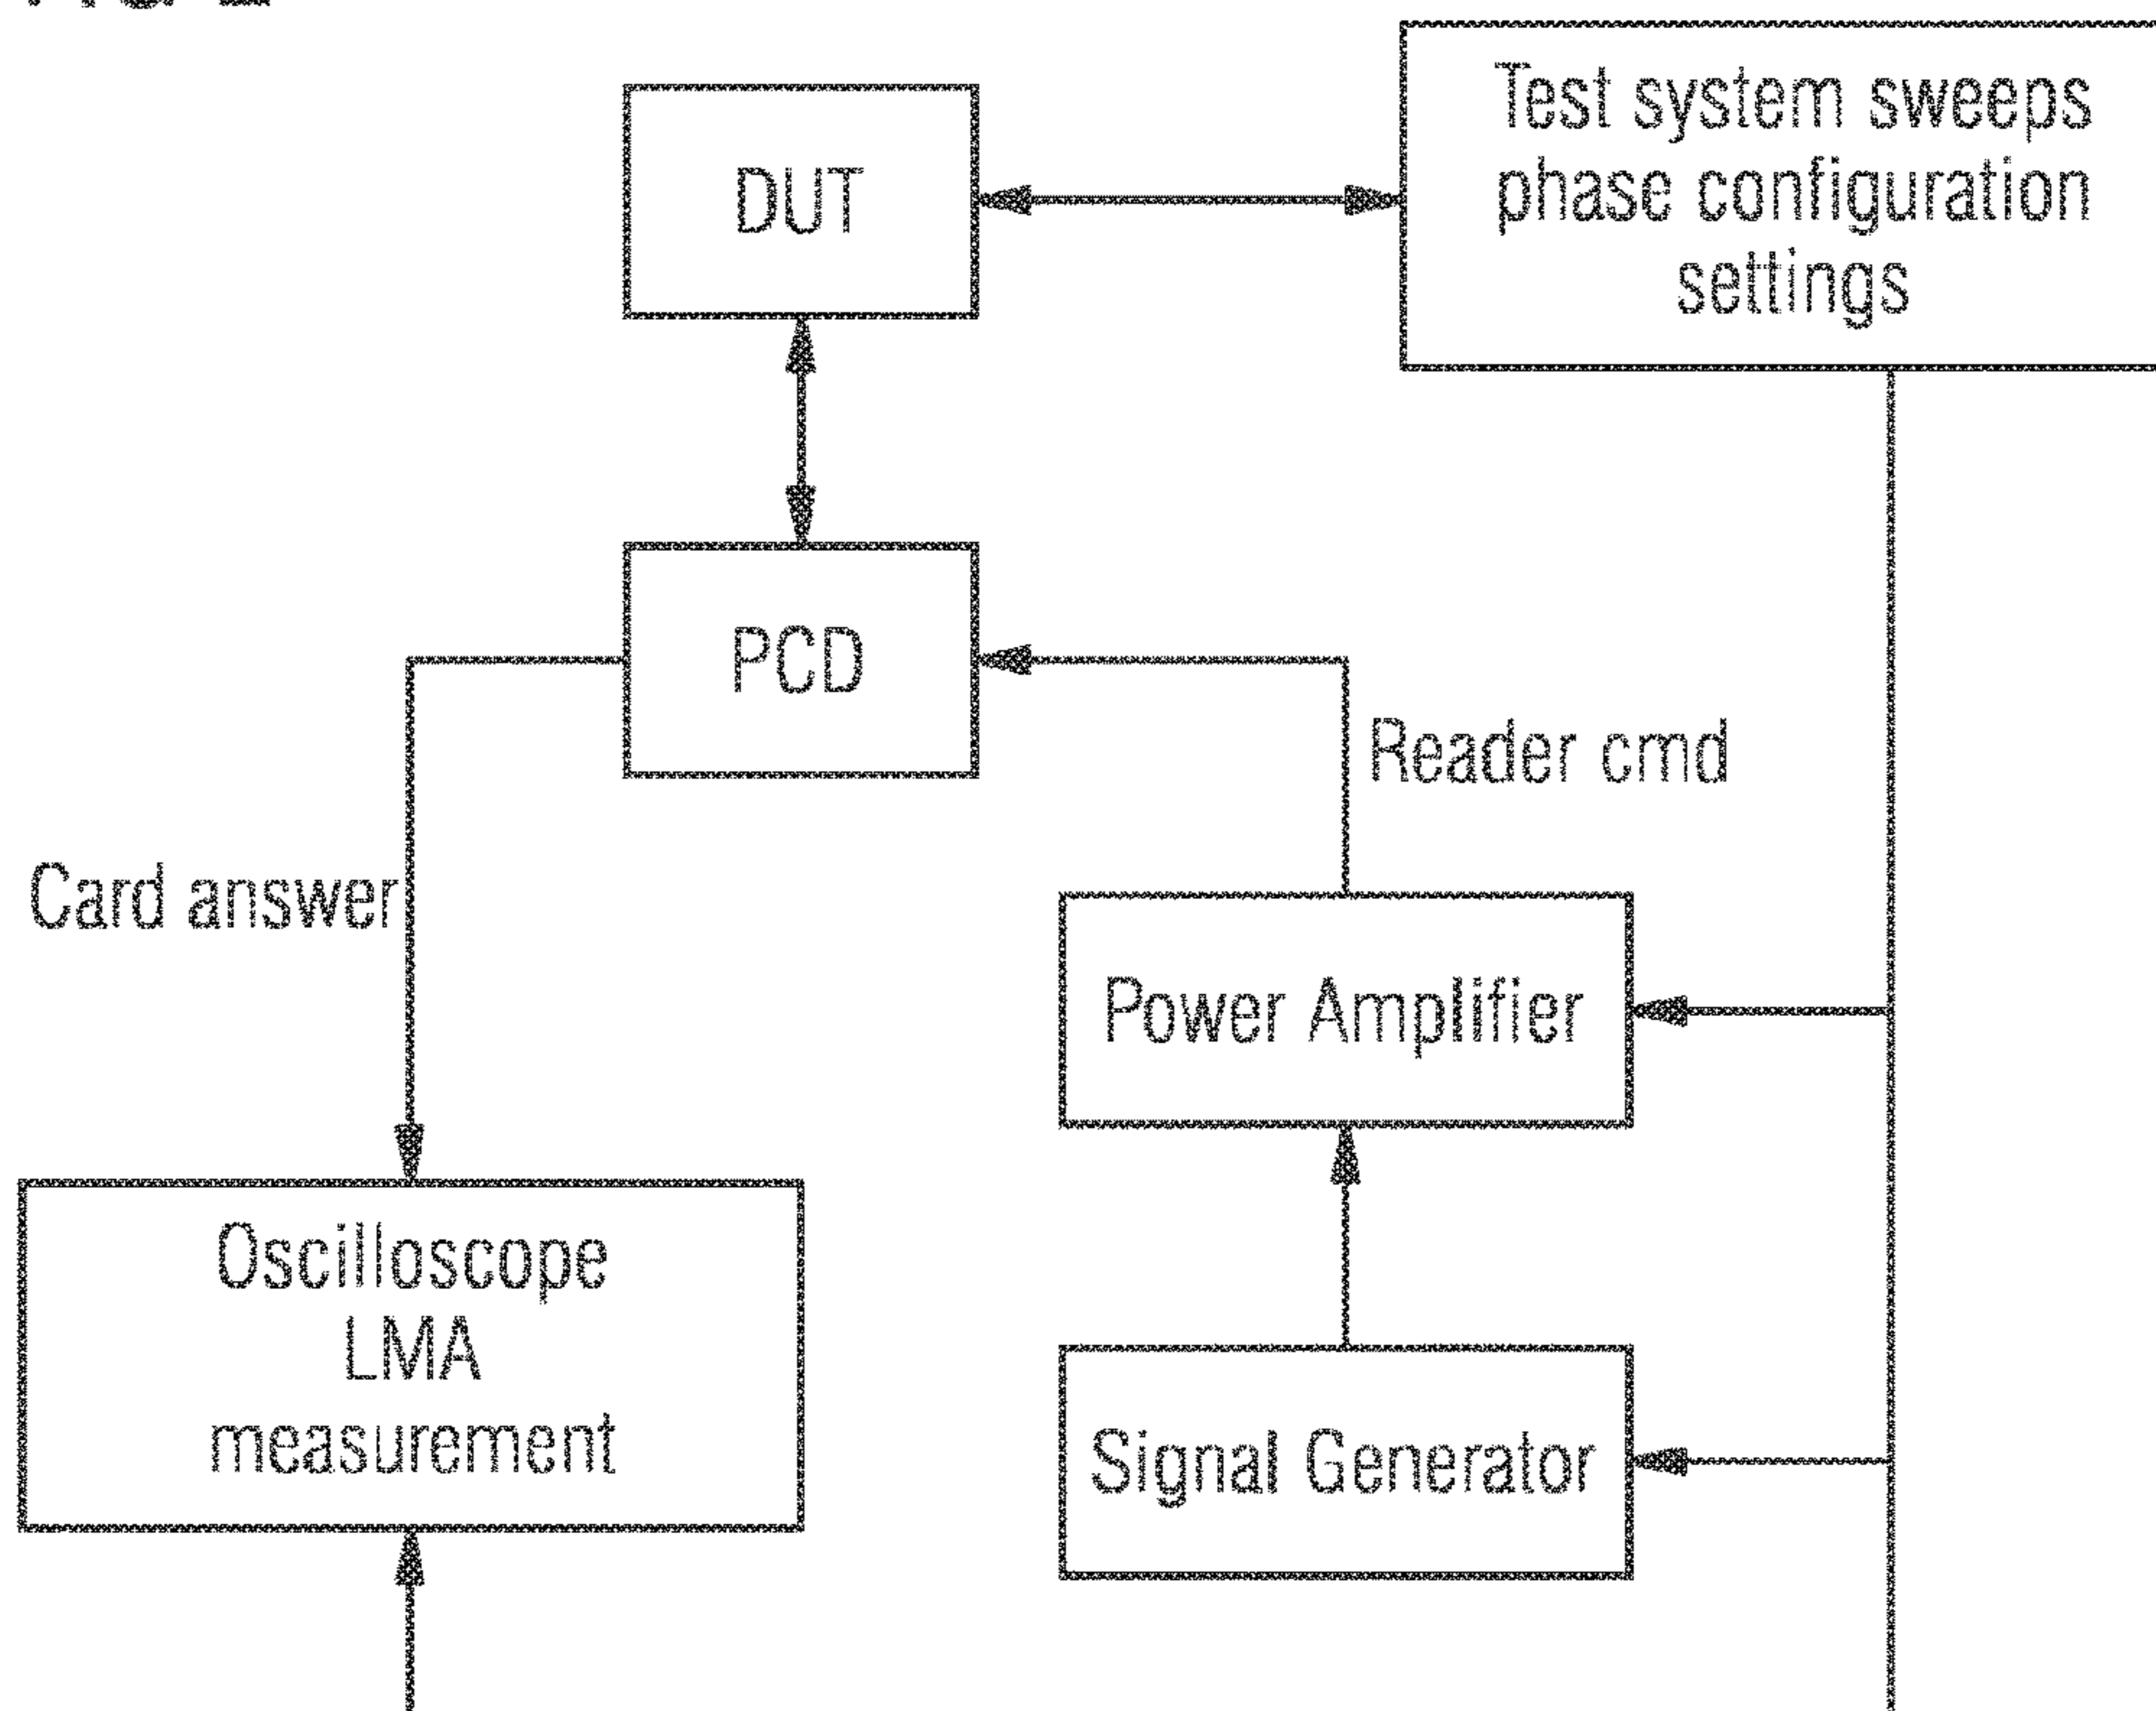 Test system sweeps
phase configuration
settings
DUT
PCD
Reader cmd
Card answer
Power Amplifier
Oscilloscope
LMA
measurement
Signal Generator